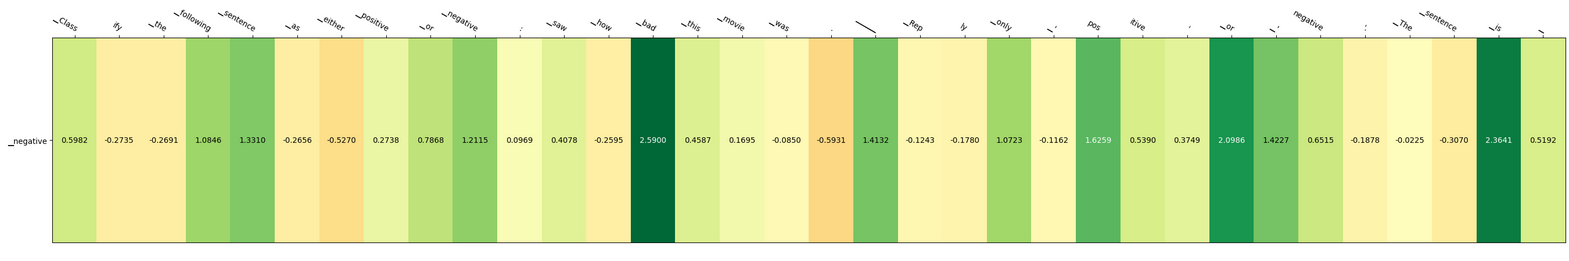 ▁Class ify ▁the ▁following ▁sentence ▁as ▁either ▁positive ▁or ▁negative : ▁saw ▁how ▁bad ▁this ▁movie ▁was . ▁▁▁▁ ▁Rep ly ▁only ▁' pos itive ' ▁or ▁' negative : ▁The ▁sentence ▁is ▁
▁negative 0.5982 -0.2735 -0.2691 1.0846 1.3310 -0.2656 -0.5270 0.2738 0.7868 1.2115 0.0969 0.4078 -0.2595 2.5900 0.4587 0.1695 -0.0850 -0.5931 1.4132 -0.1243 -0.1780 1.0723 -0.1162 1.6259 0.5390 0.3749 2.0986 1.4227 0.6515 -0.1878 -0.0225 -0.3070 2.3641 0.5192